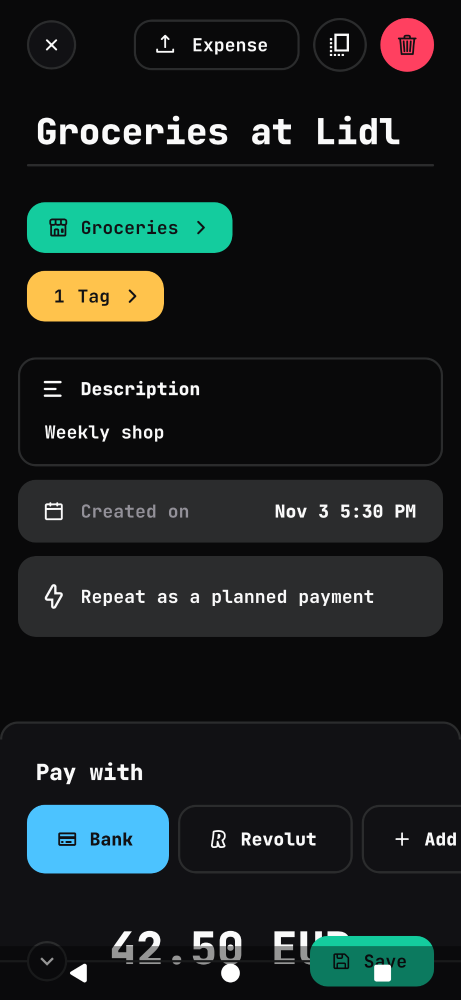 Expense
Groceries at Lidl
Groceries
1 Tag
Description
Weekly shop
Created on Nov 3 5:30 PM
Repeat as a planned payment
Pay with
Bank Revolut Add
42.50 EUR
Save